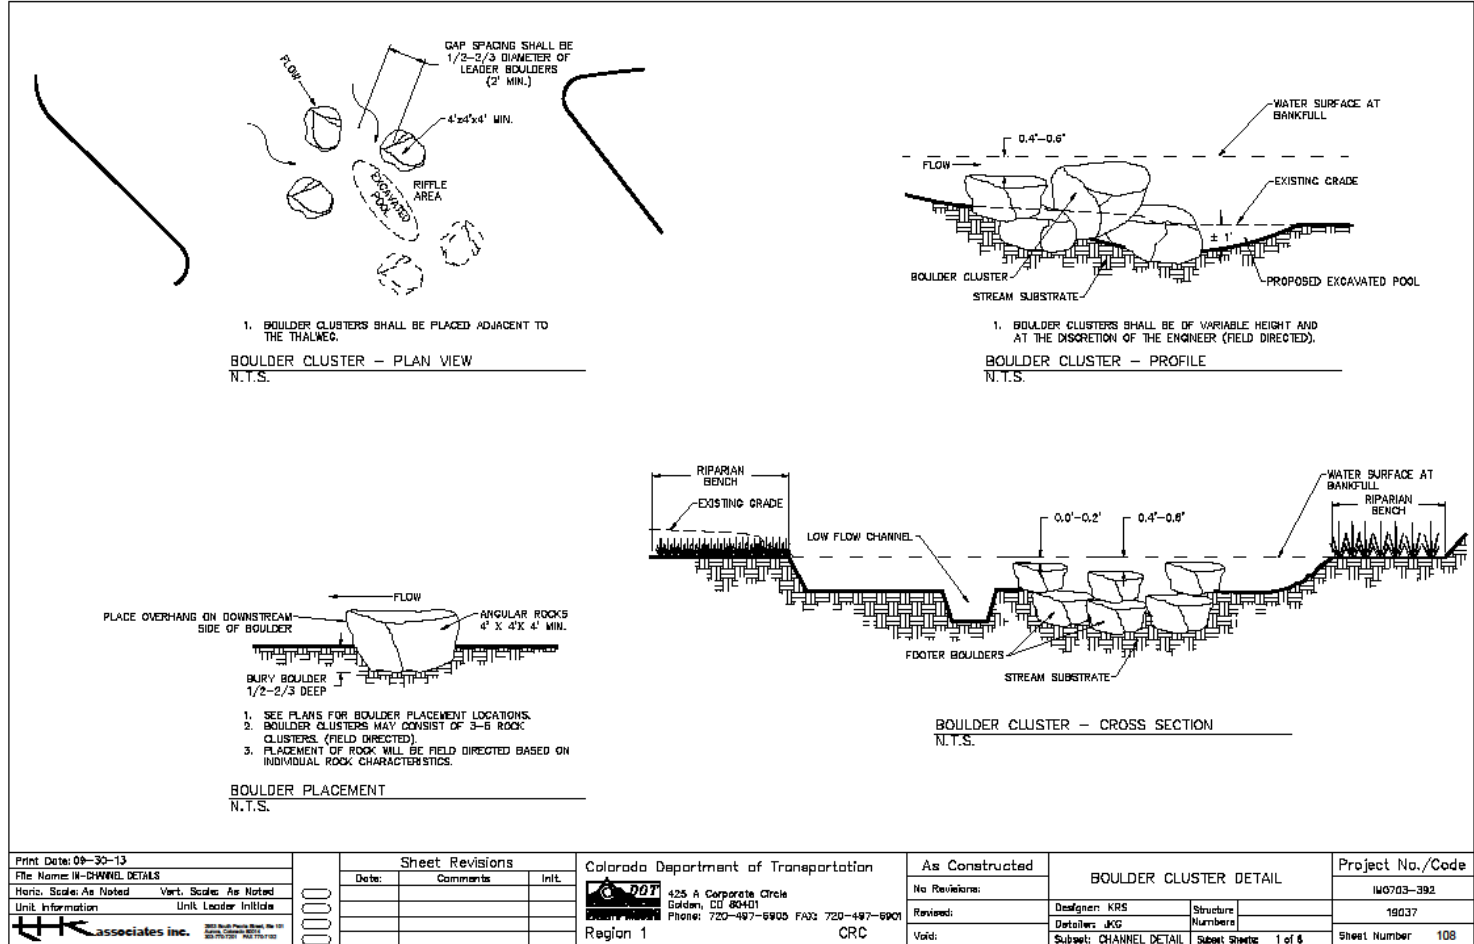 GAP SPACING SHALL BE
1/2-2/3 DIAMETER OF
LEADER BOULDERS
(2' MIN.)
FLOW
4'x4'x4' MIN.
EXCAVATED
POOL
RIFFLE
AREA
1. BOULDER CLUSTERS SHALL BE PLACED ADJACENT TO
THE THALWEG.
BOULDER CLUSTER - PLAN VIEW
N.T.S.
WATER SURFACE AT
BANKFULL
0.4'-0.6'
FLOW
EXISTING GRADE
± 1'
BOULDER CLUSTER
STREAM SUBSTRATE
PROPOSED EXCAVATED POOL
1. BOULDER CLUSTERS SHALL BE OF VARIABLE HEIGHT AND
AT THE DISCRETION OF THE ENGINEER (FIELD DIRECTED).
BOULDER CLUSTER - PROFILE
N.T.S.
FLOW
PLACE OVERHANG ON DOWNSTREAM
SIDE OF BOULDER
ANGULAR ROCKS
4' X 4'X 4' MIN.
BURY BOULDER
1/2-2/3 DEEP
1. SEE PLANS FOR BOULDER PLACEMENT LOCATIONS.
2. BOULDER CLUSTERS MAY CONSIST OF ROCK
CLUSTERS. (FIELD DIRECTED).
3. PLACEMENT OF ROCK WILL BE FIELD DIRECTED BASED ON
INDIVIDUAL ROCK CHARACTERISTICS.
BOULDER PLACEMENT
N.T.S.
RIPARIAN
BENCH
EXISTING GRADE
LOW FLOW CHANNEL
0.0'-0.2'
0.4'-0.6'
WATER SURFACE AT
BANKFULL
RIPARIAN
BENCH
FOOTER BOULDERS
STREAM SUBSTRATE
BOULDER CLUSTER - CROSS SECTION
N.T.S.
Print Date: 09-30-13
File Name: IN-CHANNEL DETAILS
Horiz. Scale: As Noted Vert. Scale: As Noted
Unit Information Unit Leader Initials
associates inc.
Sheet Revisions
Date: Comments Init.
Colorado Department of Transportation
DOT
425 A Corporate Circle
Golden, CO 80401
Phone: 720-497-6905 FAX: 720-497-6901
Region 1 CRC
As Constructed
No Revisions:
Revised:
Void:
BOULDER CLUSTER DETAIL
Designer: KRS
Detailer: JKG
Structure
Numbers
Subset: CHANNEL DETAIL Subset Sheets: 1 of 6
Project No./Code
IM0703-392
19037
Sheet Number 108